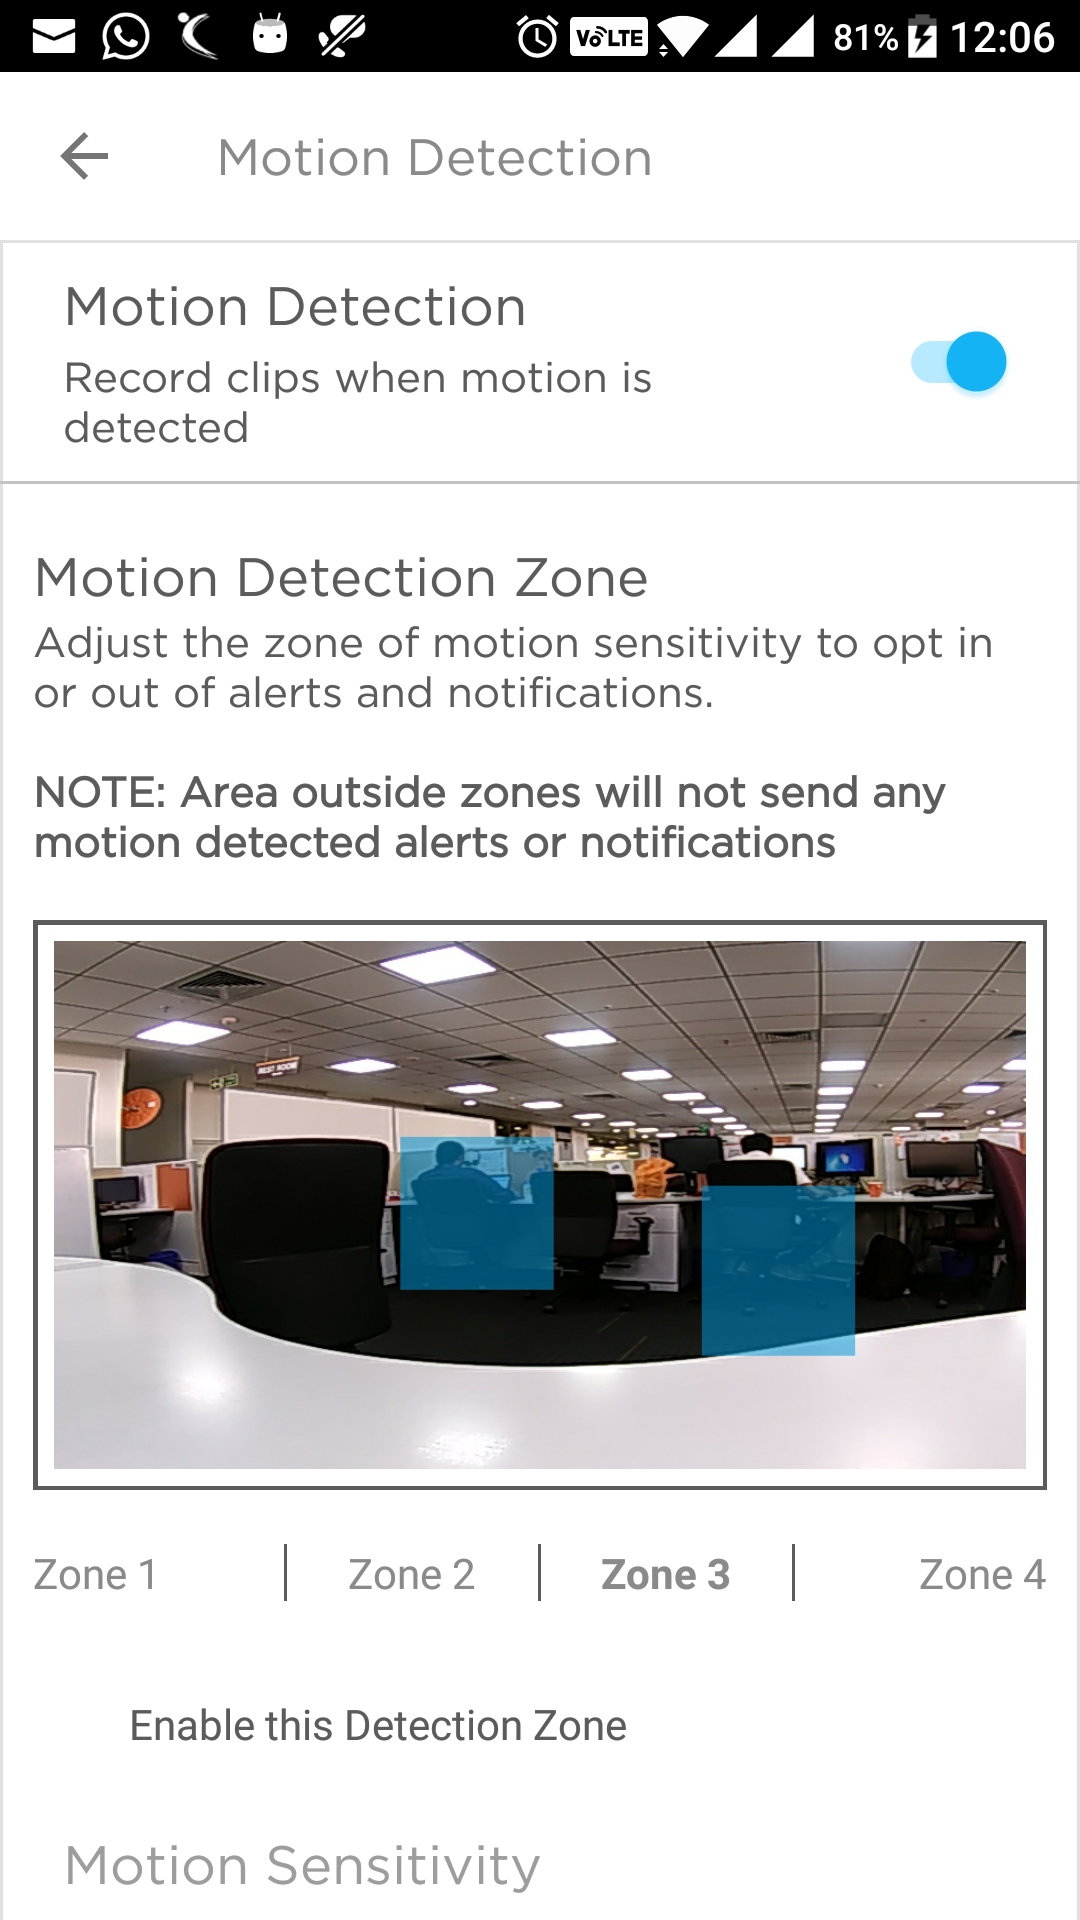 VoLTE 81% 12:06
Motion Detection
Motion Detection
Record clips when motion is
detected
Motion Detection Zone
Adjust the zone of motion sensitivity to opt in
or out of alerts and notifications.
NOTE: Area outside zones will not send any
motion detected alerts or notifications
REST ROOM
Zone 1 Zone 2 Zone 3 Zone 4
Enable this Detection Zone
Motion Sensitivity